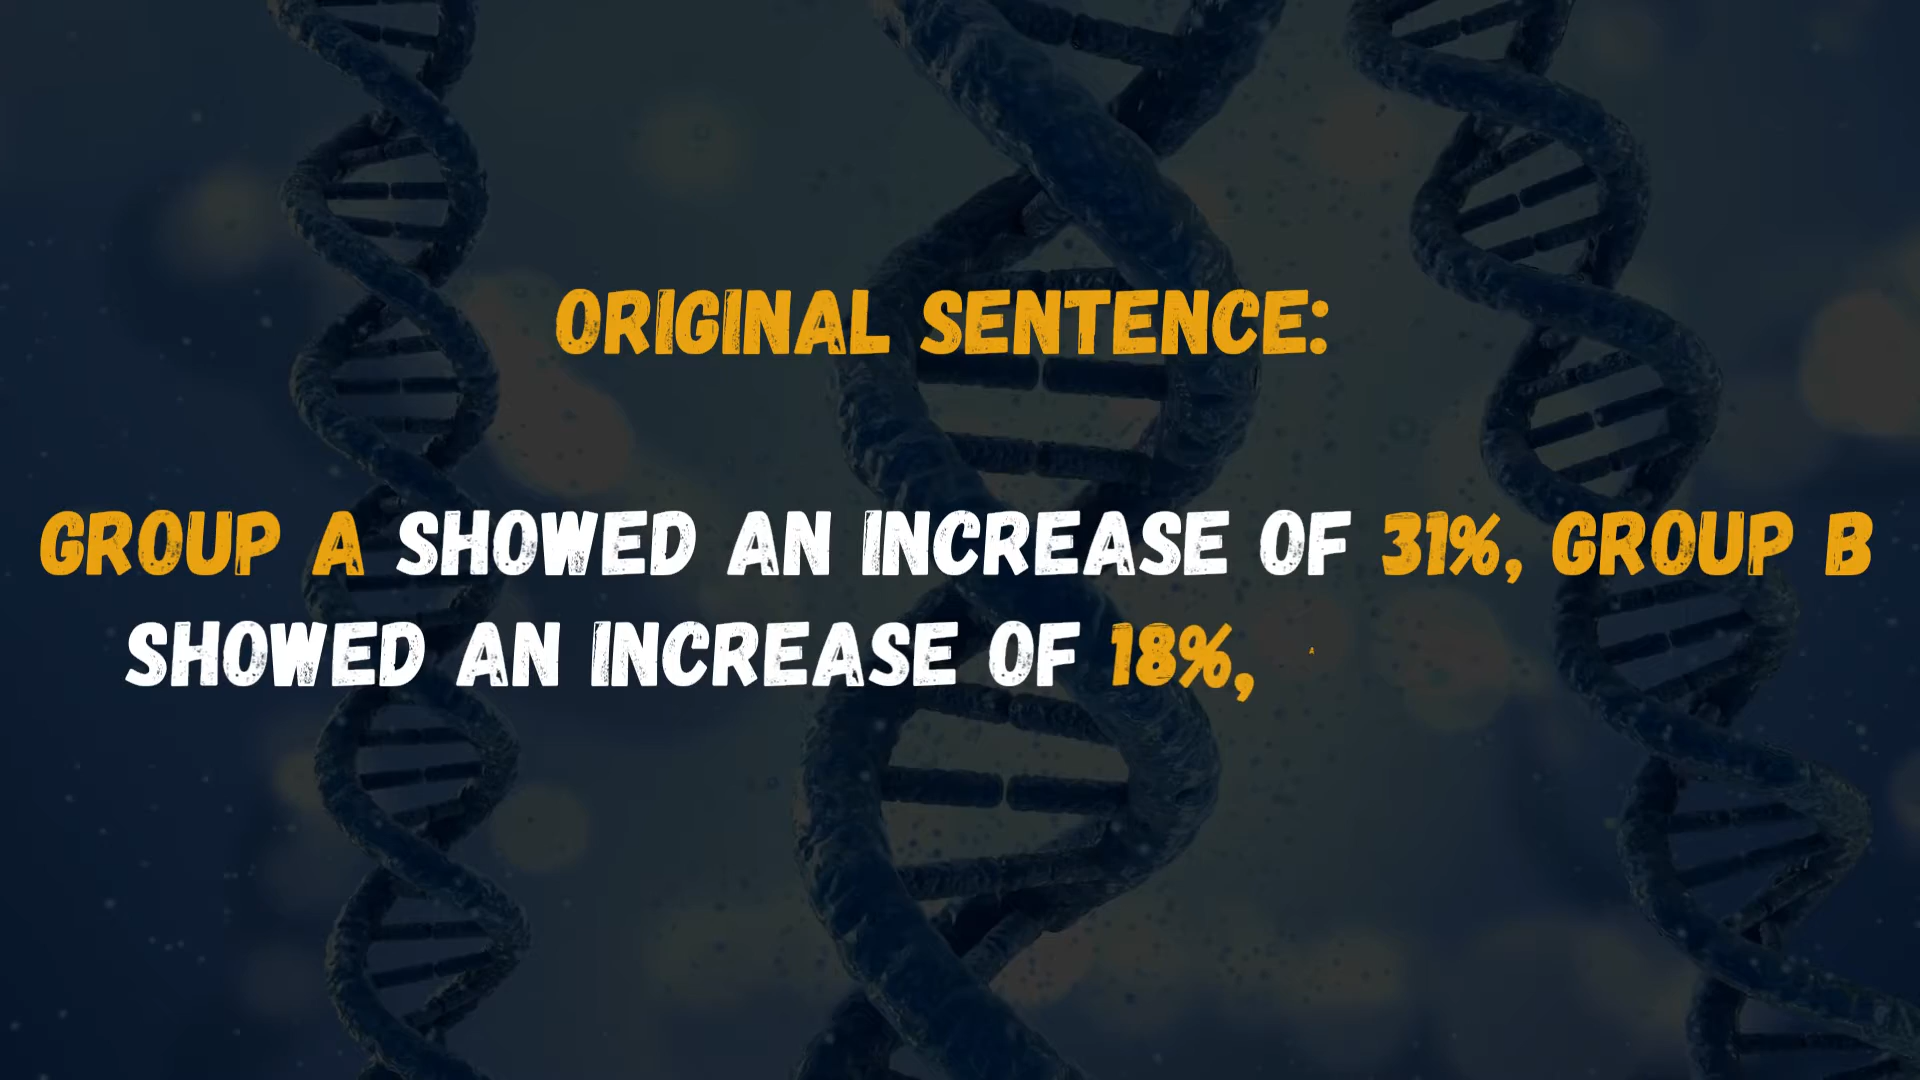 ORIGINAL SENTENCE:
GROUP A SHOWED AN INCREASE OF 31%, GROUP B
SHOWED AN INCREASE OF 18%,